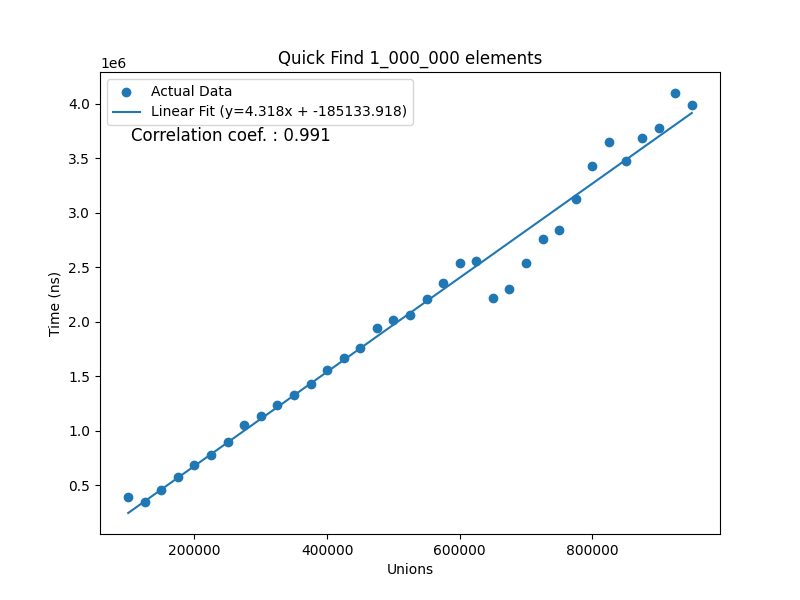 Quick Find 1_000_000 elements
1e6
Actual Data
Linear Fit (y=4.318x + -185133.918)
Correlation coef. : 0.991
4.0
3.5
3.0
2.5
2.0
1.5
1.0
0.5
Time (ns)
200000 400000 600000 800000
Unions